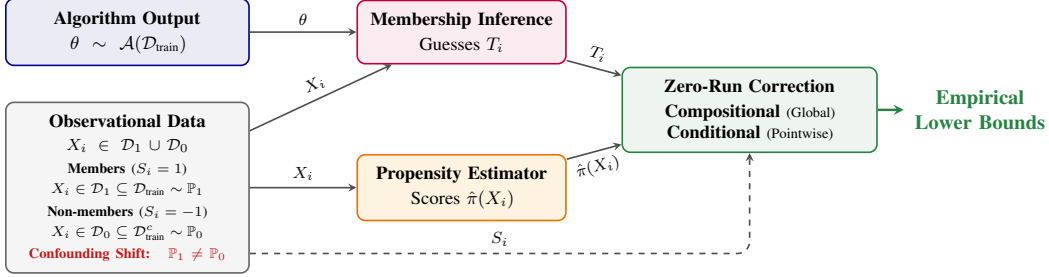 Algorithm Output
θ ∼ 𝒜(𝒟train)
θ
Membership Inference
Guesses Tᵢ
Xᵢ
Tᵢ
Observational Data
Xᵢ ∈ 𝒟₁ ∪ 𝒟₀
Members (Sᵢ = 1)
Xᵢ ∈ 𝒟₁ ⊆ 𝒟train ∼ ℙ₁
Non-members (Sᵢ = −1)
Xᵢ ∈ 𝒟₀ ⊆ 𝒟ᶜtrain ∼ ℙ₀
Confounding Shift: ℙ₁ ≠ ℙ₀
Xᵢ
Propensity Estimator
Scores π̂(Xᵢ)
π̂(Xᵢ)
Sᵢ
Zero-Run Correction
Compositional (Global)
Conditional (Pointwise)
Empirical
Lower Bounds